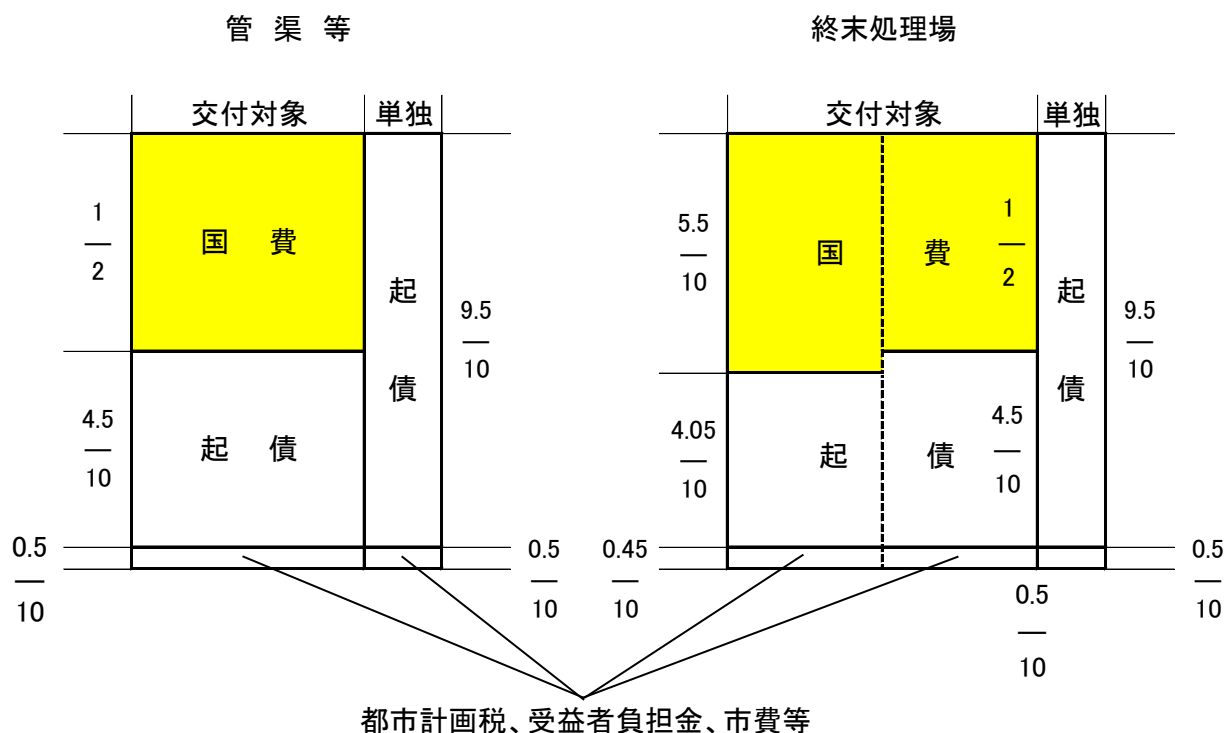 管 渠 等
交付対象 単独
1/2
国 費
4.5/10
起 債
起債
9.5/10
0.5/10
0.5/10
終末処理場
交付対象 単独
5.5/10
国 費
1/2
4.05/10
起 債
4.5/10
起債
9.5/10
0.45/10
0.5/10
0.5/10
都市計画税、受益者負担金、市費等